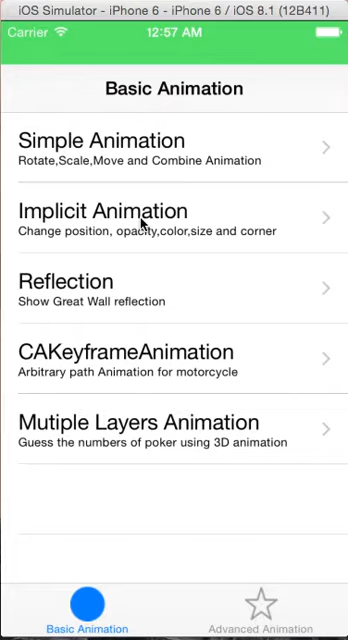 iOS Simulator - iPhone 6 - iPhone 6 / iOS 8.1 (12B411)
Carrier 12:57 AM
Basic Animation
Simple Animation
Rotate,Scale,Move and Combine Animation
Implicit Animation
Change position, opacity,color,size and corner
Reflection
Show Great Wall reflection
CAKeyframeAnimation
Arbitrary path Animation for motorcycle
Mutiple Layers Animation
Guess the numbers of poker using 3D animation
Basic Animation Advanced Animation